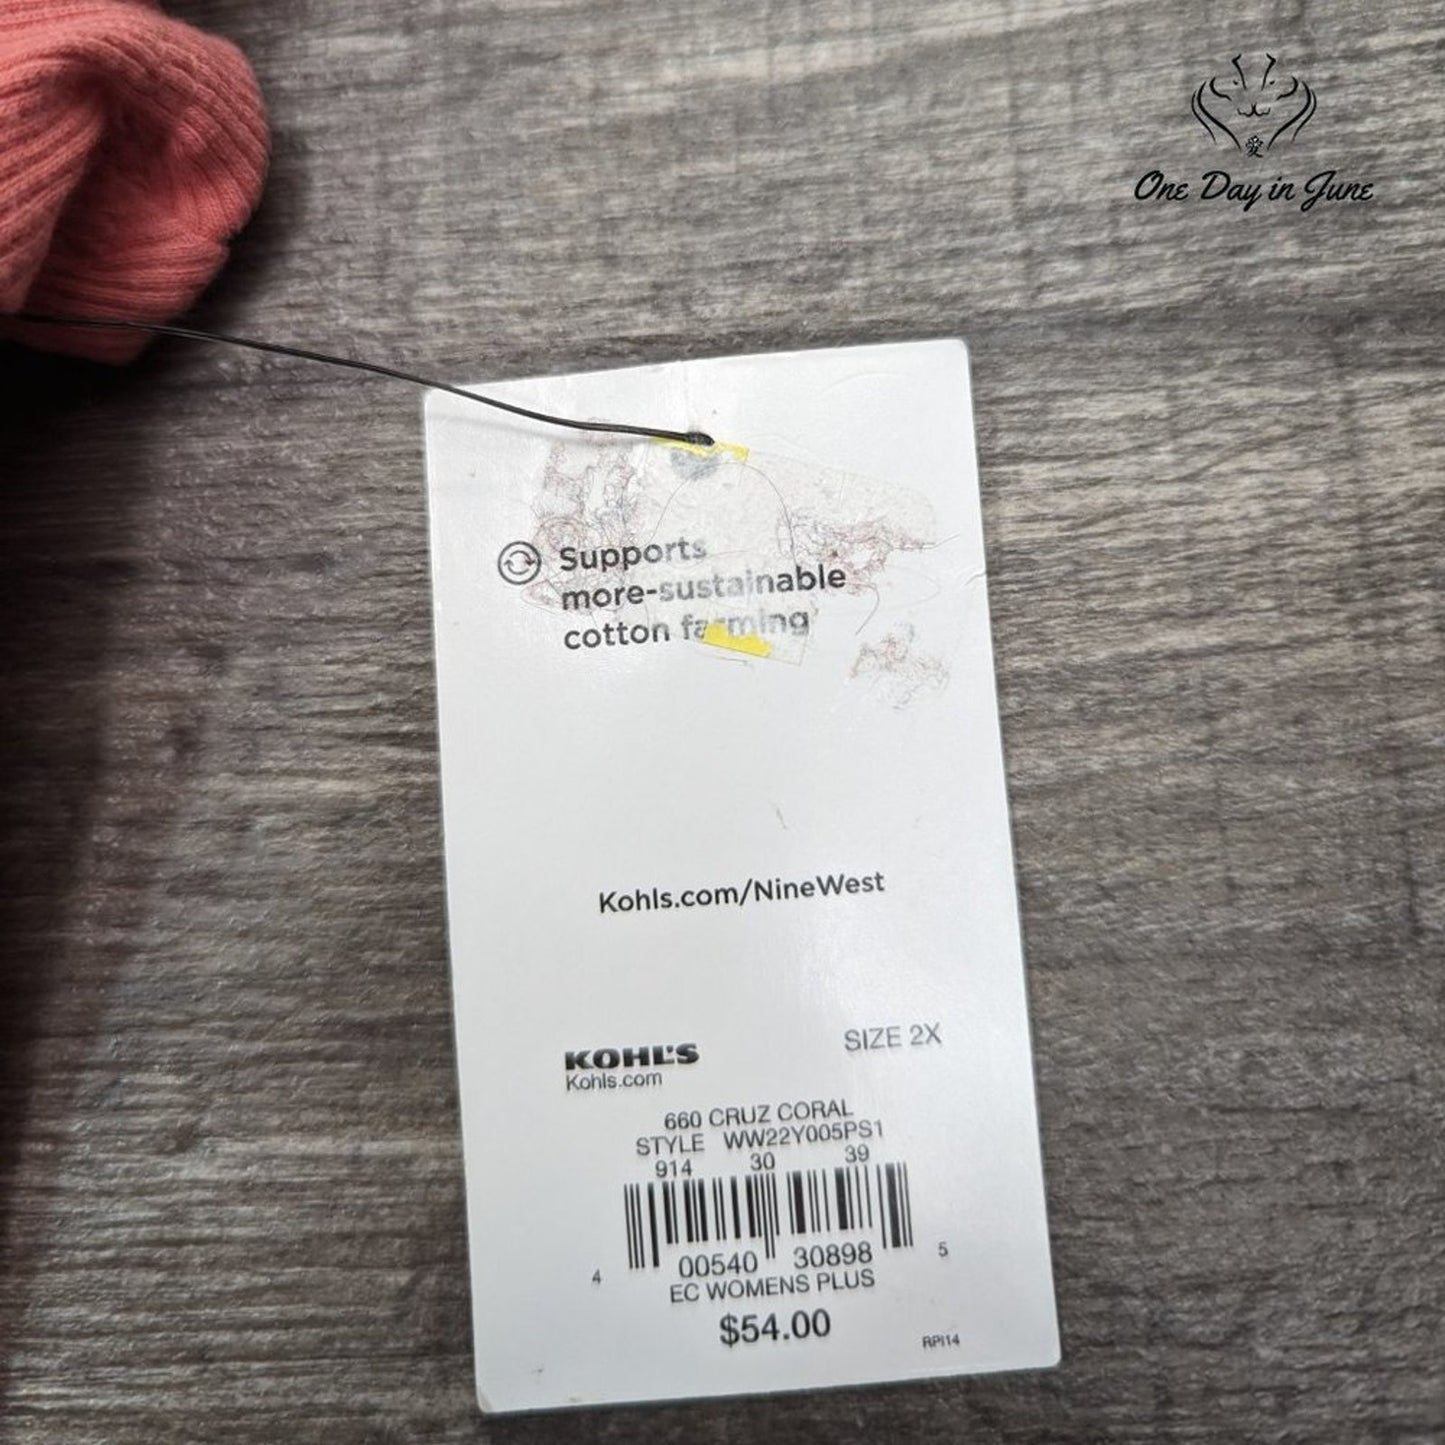 愛
One Day in June
Supports
more-sustainable
cotton farming
Kohls.com/NineWest
KOHL'S
Kohls.com
SIZE 2X
660 CRUZ CORAL
STYLE WW22Y005PS1
914 30 39
4 00540 30898 5
EC WOMENS PLUS
$54.00
RPI14